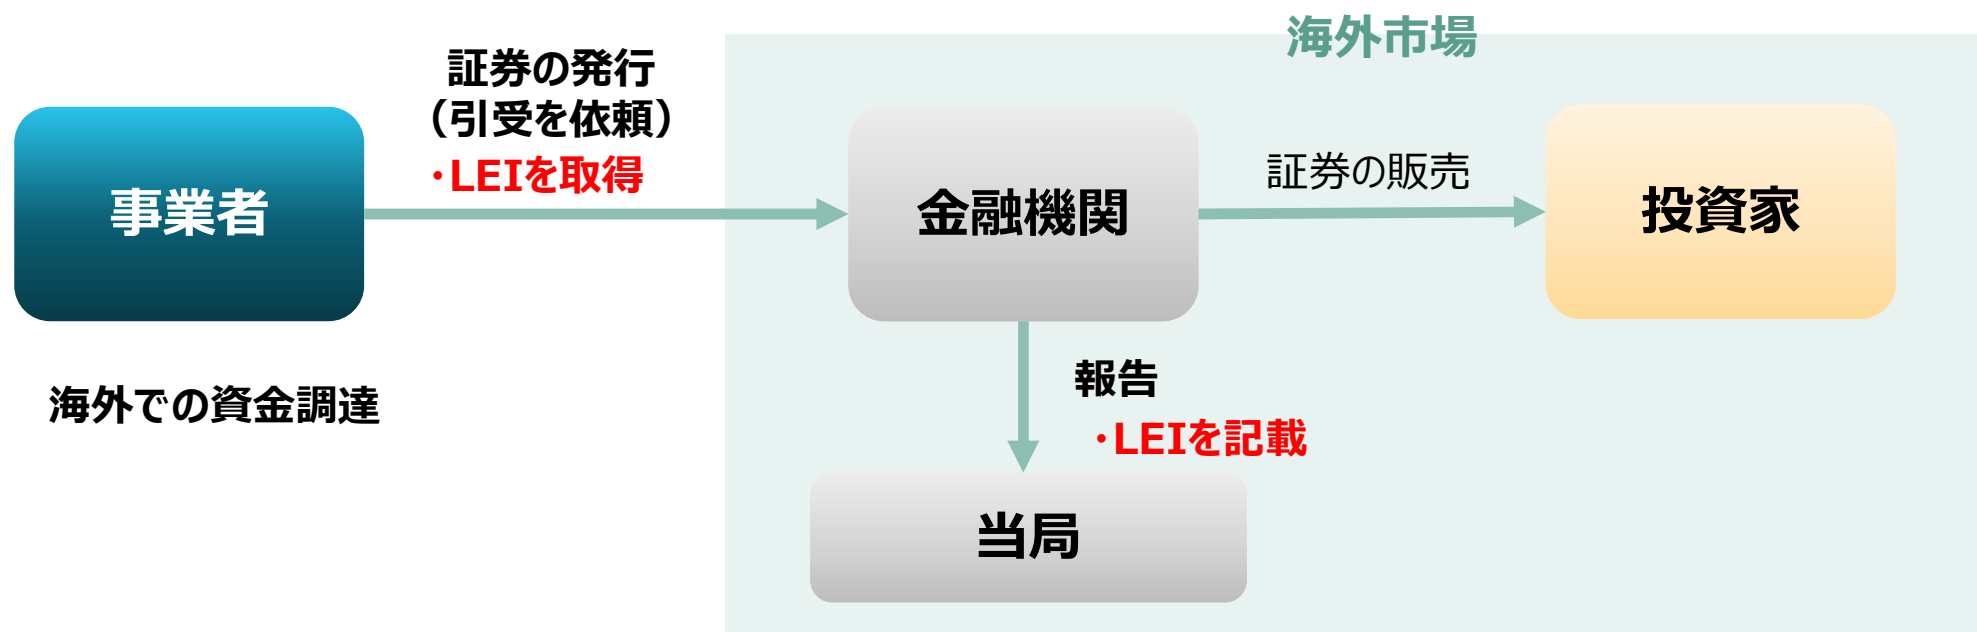 海外市場
証券の発行
（引受を依頼）
・LEIを取得
事業者
金融機関
証券の販売
投資家
海外での資金調達
報告
・LEIを記載
当局